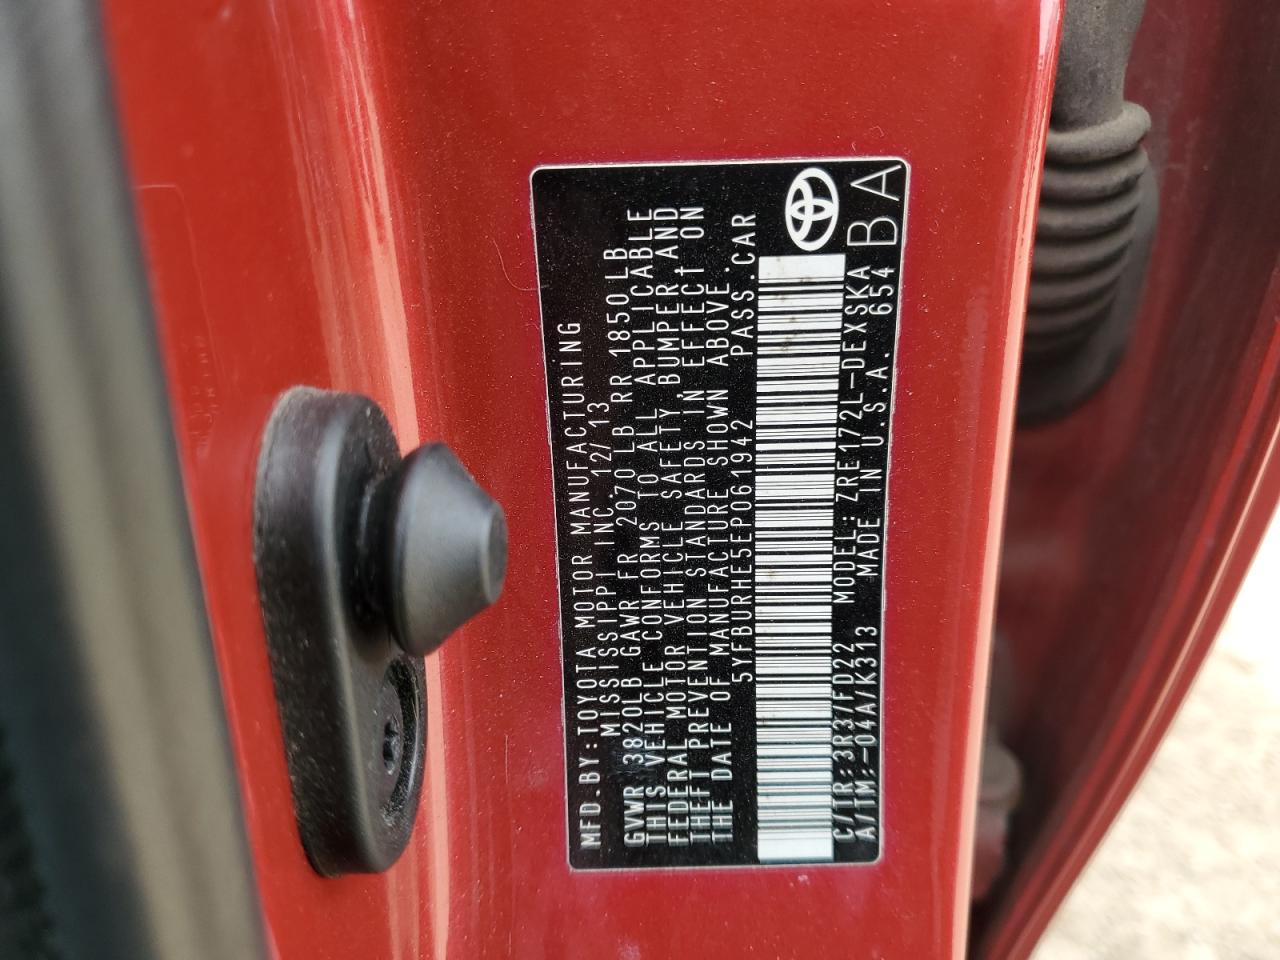 MFD.BY:TOYOTA MOTOR MANUFACTURING
MISSISSIPPI INC. 12/13
GVWR 3820LB GAWR FR 2070LB RR 1850LB
THIS VEHICLE CONFORMS TO ALL APPLICABLE
FEDERAL MOTOR VEHICLE SAFETY,BUMPER,AND
THEFT PREVENTION STANDARDS IN EFFECT ON
THE DATE OF MANUFACTURE SHOWN ABOVE.
5YFBURHE5EP061942 PASS.CAR
C/TR:3R3/FD22 MODEL:ZRE172L-DEXSKA
A/TM:-04A/K313 MADE IN U.S.A. 654
BA